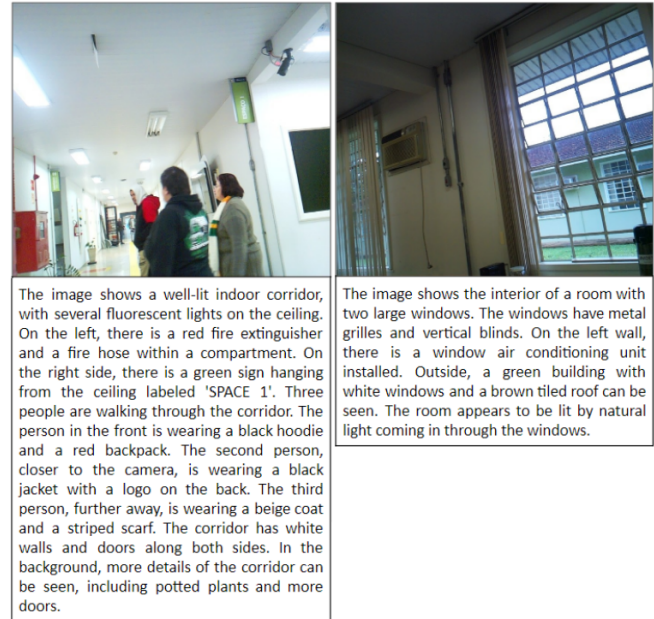 The image shows a well-lit indoor corridor,
with several fluorescent lights on the ceiling.
On the left, there is a red fire extinguisher
and a fire hose within a compartment. On
the right side, there is a green sign hanging
from the ceiling labeled 'SPACE 1'. Three
people are walking through the corridor. The
person in the front is wearing a black hoodie
and a red backpack. The second person,
closer to the camera, is wearing a black
jacket with a logo on the back. The third
person, further away, is wearing a beige coat
and a striped scarf. The corridor has white
walls and doors along both sides. In the
background, more details of the corridor can
be seen, including potted plants and more
doors.
The image shows the interior of a room with
two large windows. The windows have metal
grilles and vertical blinds. On the left wall,
there is a window air conditioning unit
installed. Outside, a green building with
white windows and a brown tiled roof can be
seen. The room appears to be lit by natural
light coming in through the windows.